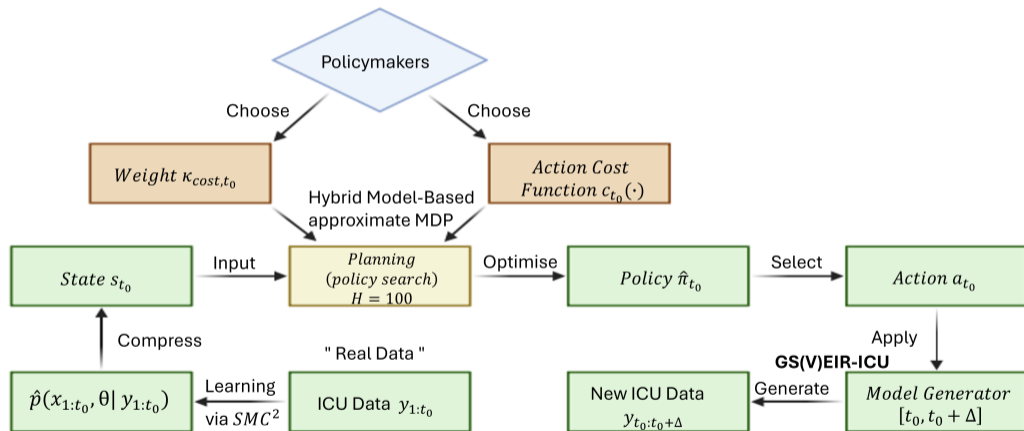 Policymakers
Choose
Choose
Weight κ_{cost,t_0}
Action Cost
Function c_{t_0}(·)
Hybrid Model-Based
approximate MDP
State s_{t_0}
Input
Planning
(policy search)
H = 100
Optimise
Policy π̂_{t_0}
Select
Action a_{t_0}
Compress
" Real Data "
Apply
GS(V)EIR-ICU
p̂(x_{1:t_0}, θ| y_{1:t_0})
Learning
via SMC²
ICU Data y_{1:t_0}
New ICU Data
y_{t_0:t_0+Δ}
Generate
Model Generator
[t_0, t_0 + Δ]